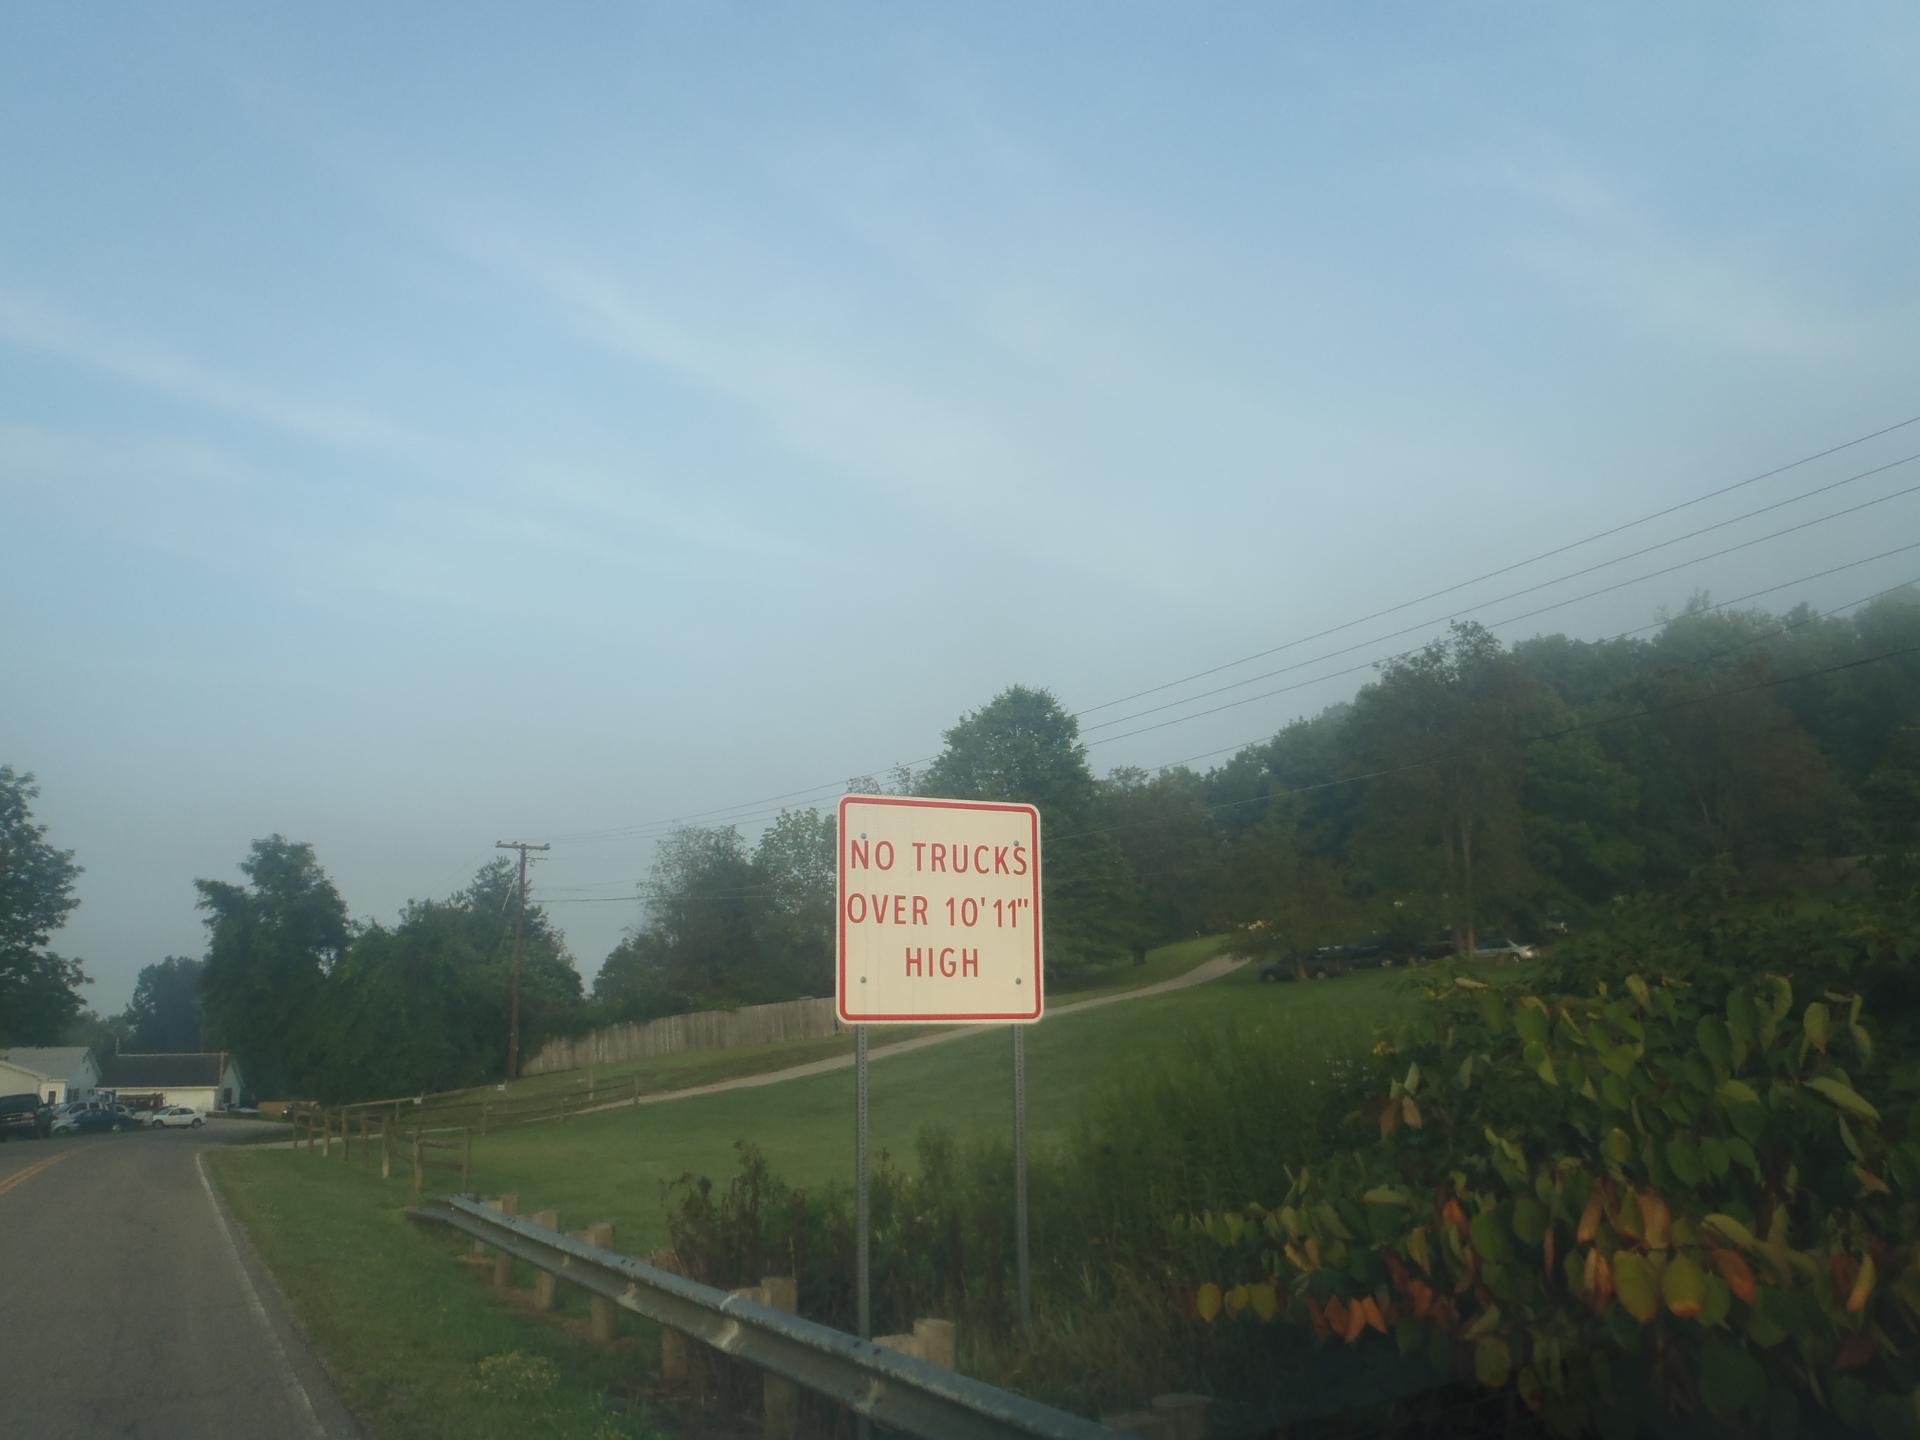 NO TRUCKS
OVER 10'11"
HIGH